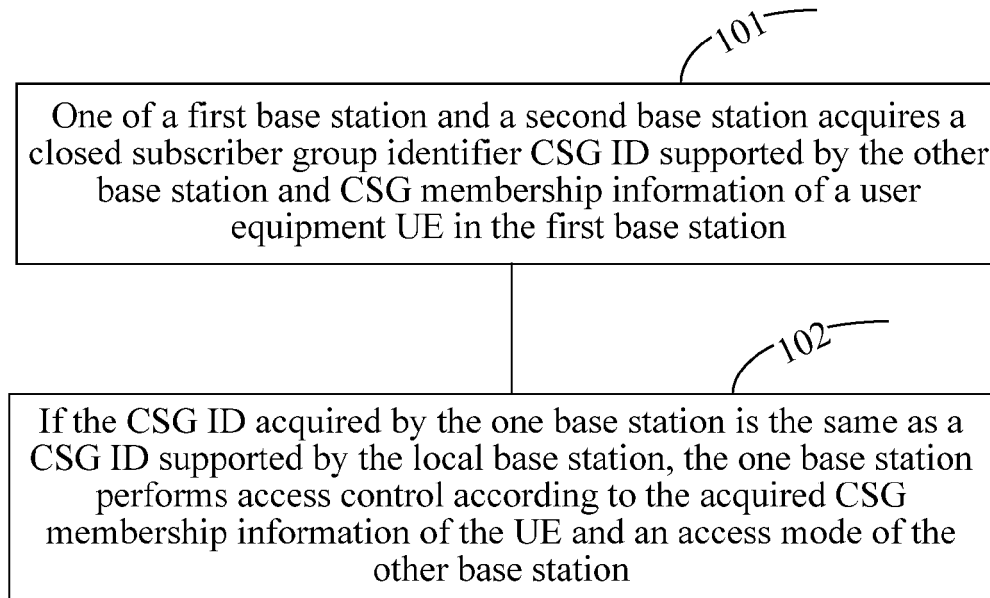 101
One of a first base station and a second base station acquires a
closed subscriber group identifier CSG ID supported by the other
base station and CSG membership information of a user
equipment UE in the first base station
102
If the CSG ID acquired by the one base station is the same as a
CSG ID supported by the local base station, the one base station
performs access control according to the acquired CSG
membership information of the UE and an access mode of the
other base station